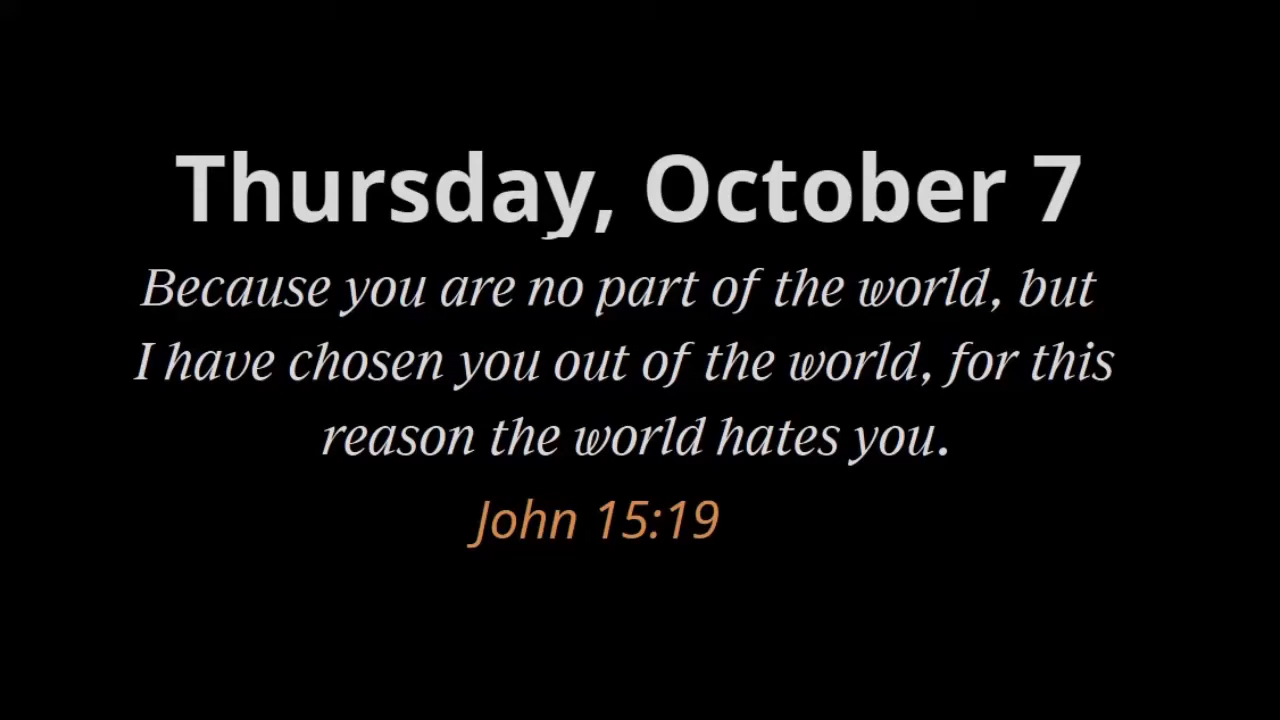 Thursday, October 7
Because you are no part of the world, but
I have chosen you out of the world, for this
reason the world hates you.
John 15:19